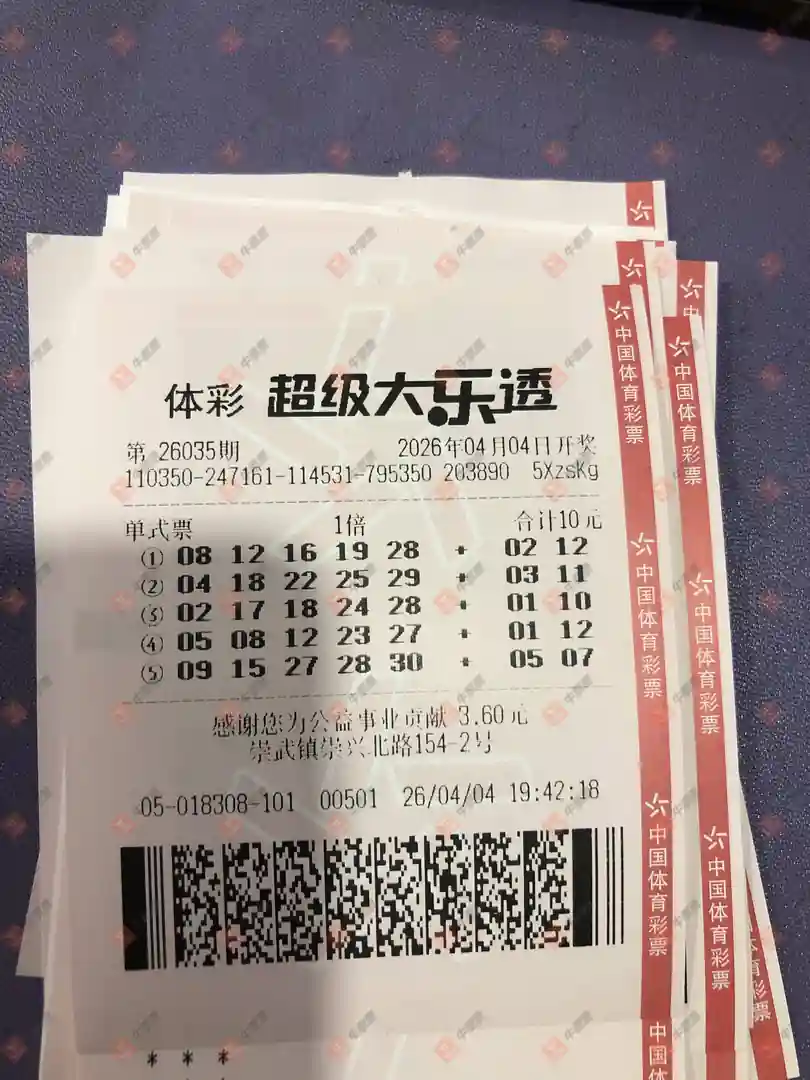 体彩 超级大乐透
第 26035期 2026年04月04日开奖
110350-247161-114531-795350 203890 5XzsKg
单式票 1倍 合计10元
① 08 12 16 19 28 + 02 12
② 04 18 22 25 29 + 03 11
③ 02 17 18 24 28 + 01 10
④ 05 08 12 23 27 + 01 12
⑤ 09 15 27 28 30 + 05 07
感谢您为公益事业贡献 3.60元
崇武镇崇兴北路154-2号
05-018308-101 00501 26/04/04 19:42:18
* * *
中国体育彩票
中国体育彩票
中国体育彩票
中国体育彩票
中国体育彩票
中国体育彩票